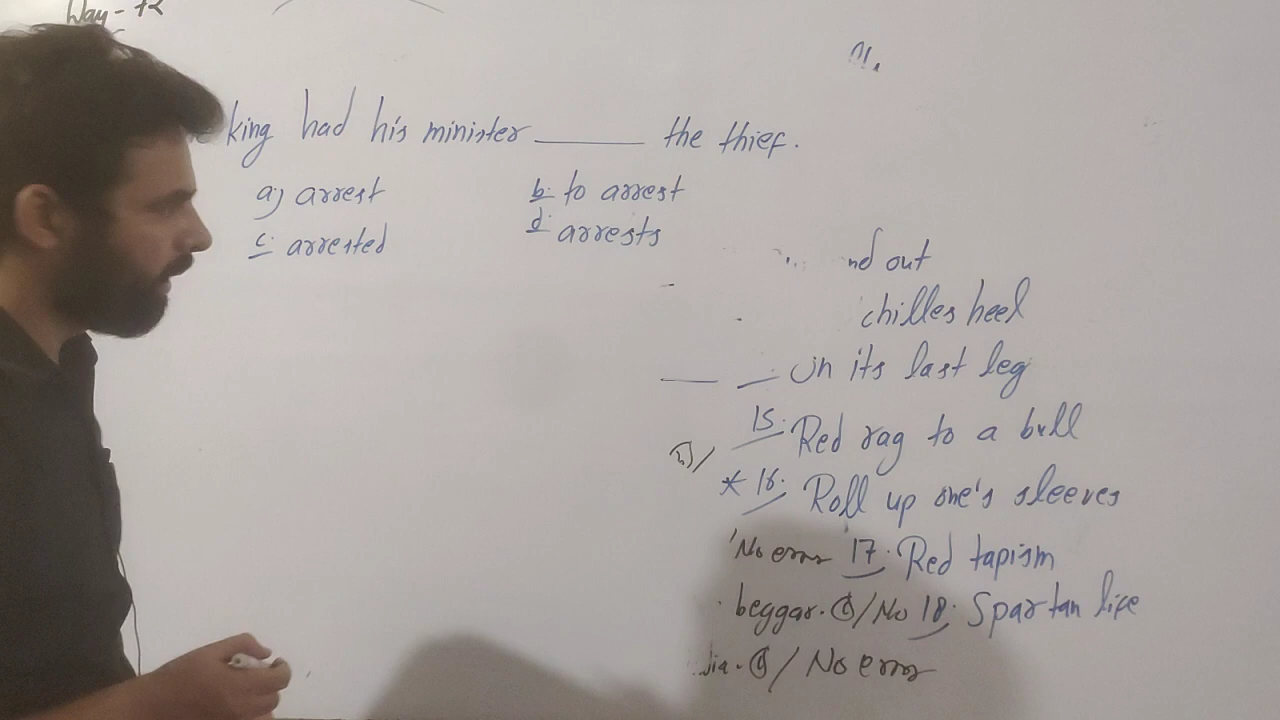 king had his minister ______ the thief.
a) arrest b. to arrest
c. arrested d. arrests
nd out
chilles heel
on its last leg
15. Red rag to a bull
* 16. Roll up one's sleeves
No error 17. Red tapism
beggar. / No 18. Spartan life
/ No error